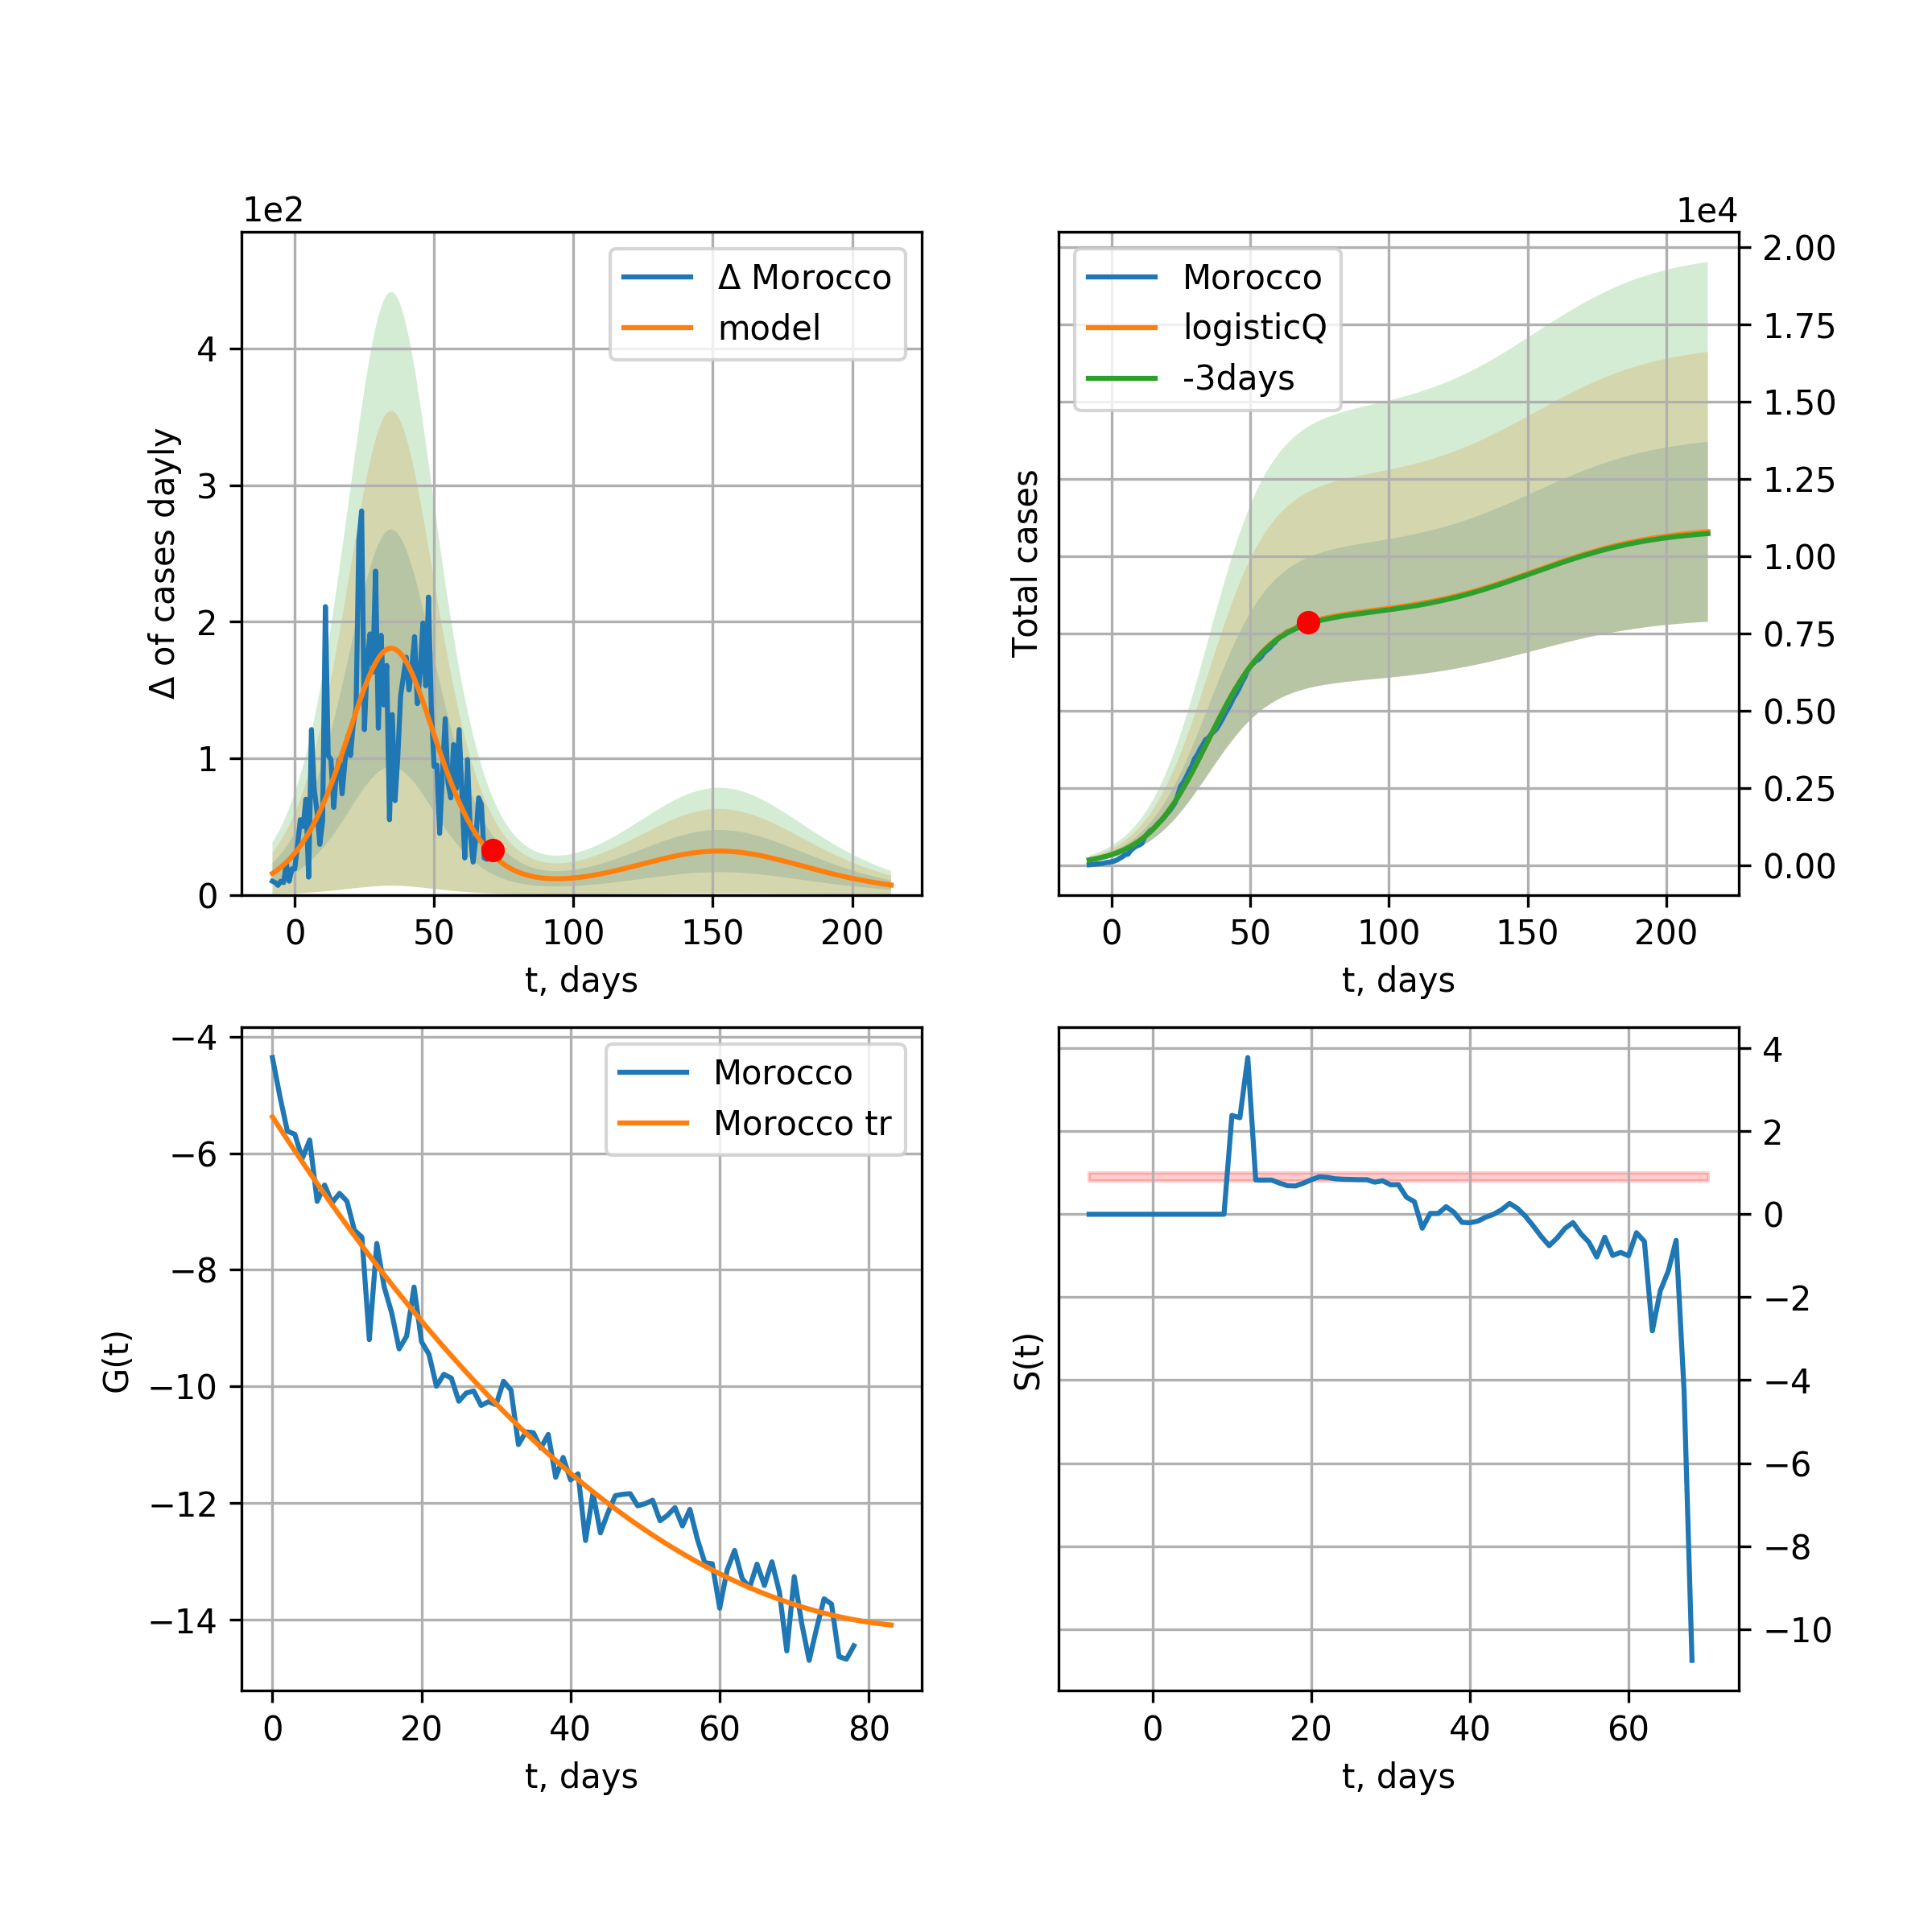 1e2
Δ Morocco
model
4
3
2
1
0
Δ of cases dayly
0 50 100 150 200
t, days
1e4
Morocco
logisticQ
-3days
2.00
1.75
1.50
1.25
1.00
0.75
0.50
0.25
0.00
Total cases
0 50 100 150 200
t, days
Morocco
Morocco tr
−4
−6
−8
−10
−12
−14
G(t)
0 20 40 60 80
t, days
4
2
0
−2
−4
−6
−8
−10
S(t)
0 20 40 60
t, days